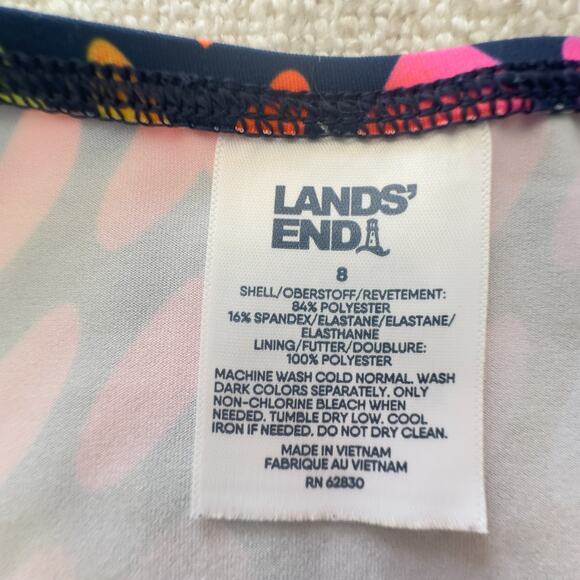 LANDS'
END
8
SHELL/OBERSTOFF/REVETEMENT:
84% POLYESTER
16% SPANDEX/ELASTANE/ELASTANE/
ELASTHANNE
LINING/FUTTER/DOUBLURE:
100% POLYESTER
MACHINE WASH COLD NORMAL. WASH
DARK COLORS SEPARATELY. ONLY
NON-CHLORINE BLEACH WHEN
NEEDED. TUMBLE DRY LOW. COOL
IRON IF NEEDED. DO NOT DRY CLEAN.
MADE IN VIETNAM
FABRIQUE AU VIETNAM
RN 62830